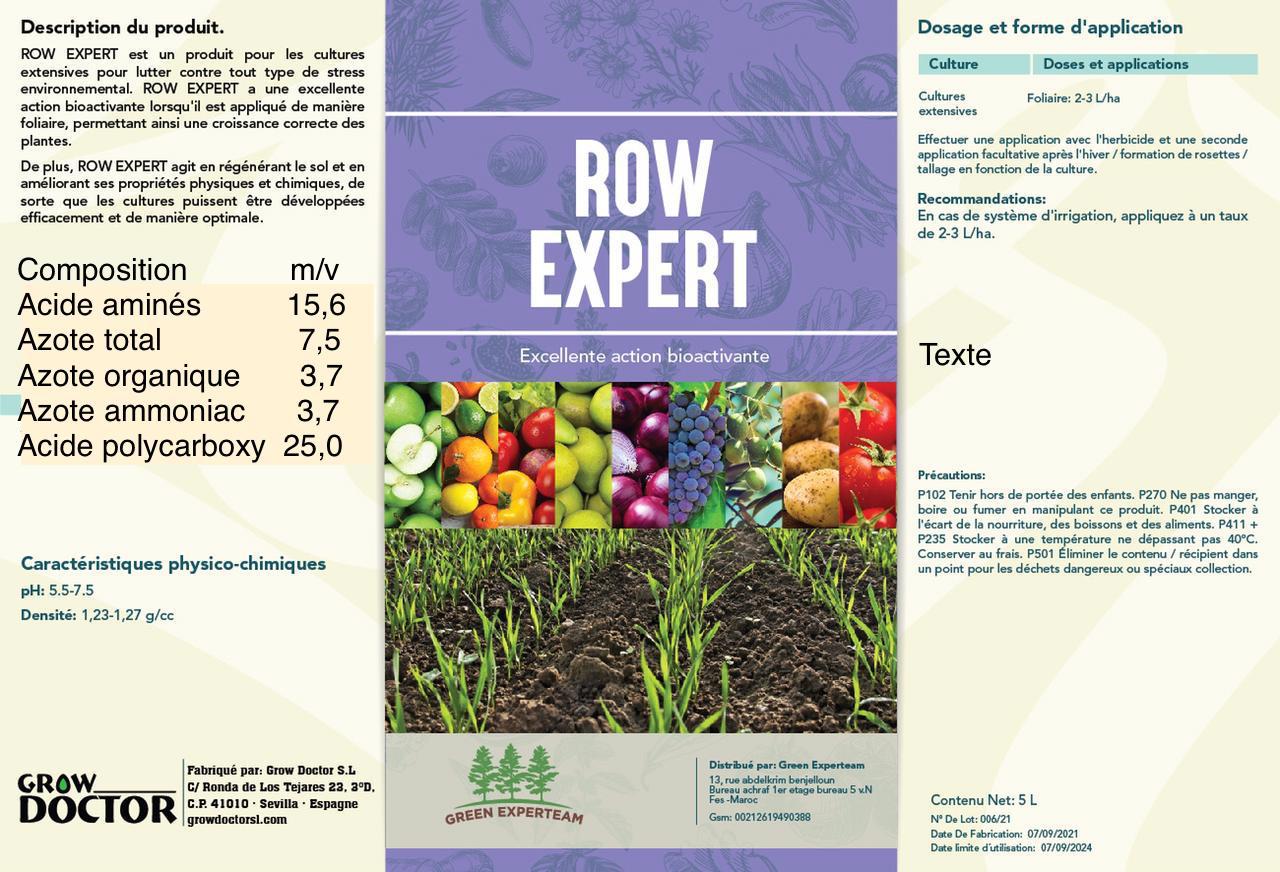 Description du produit.
ROW EXPERT est un produit pour les cultures
extensives pour lutter contre tout type de stress
environnemental. ROW EXPERT a une excellente
action bioactivante lorsqu'il est appliqué de manière
foliaire, permettant ainsi une croissance correcte des
plantes.
De plus, ROW EXPERT agit en régénérant le sol et en
améliorant ses propriétés physiques et chimiques, de
sorte que les cultures puissent être développées
efficacement et de manière optimale.
Composition m/v
Acide aminés 15,6
Azote total 7,5
Azote organique 3,7
Azote ammoniac 3,7
Acide polycarboxy 25,0
Caractéristiques physico-chimiques
pH: 5.5-7.5
Densité: 1,23-1,27 g/cc
GROW
DOCTOR
Fabriqué par: Grow Doctor S.L
C/ Ronda de Los Tejares 23, 3ºD,
C.P. 41010 · Sevilla · Espagne
growdoctorsl.com
ROW
EXPERT
Excellente action bioactivante
GREEN EXPERTEAM
Distribué par: Green Experteam
13, rue abdelkrim benjelloun
Bureau achraf 1er etage bureau 5 v.N
Fes -Maroc
Gsm: 00212619490388
Dosage et forme d'application
Culture Doses et applications
Cultures
extensives
Foliaire: 2-3 L/ha
Effectuer une application avec l'herbicide et une seconde
application facultative après l'hiver / formation de rosettes /
tallage en fonction de la culture.
Recommandations:
En cas de système d'irrigation, appliquez à un taux
de 2-3 L/ha.
Texte
Précautions:
P102 Tenir hors de portée des enfants. P270 Ne pas manger,
boire ou fumer en manipulant ce produit. P401 Stocker à
l'écart de la nourriture, des boissons et des aliments. P411 +
P235 Stocker à une température ne dépassant pas 40ºC.
Conserver au frais. P501 Éliminer le contenu / récipient dans
un point pour les déchets dangereux ou spéciaux collection.
Contenu Net: 5 L
Nº De Lot: 006/21
Date De Fabrication: 07/09/2021
Date limite d'utilisation: 07/09/2024